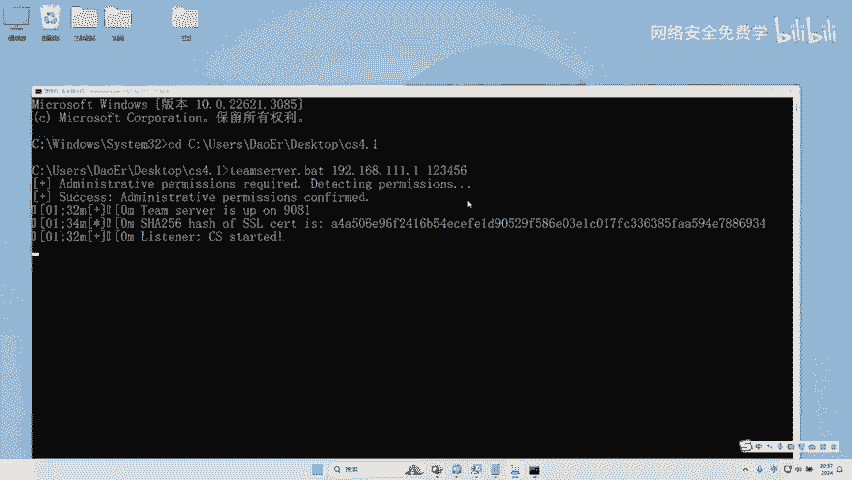 网络安全免费学 bilibili
Microsoft Windows [版本 10.0.22621.3085]
(c) Microsoft Corporation。保留所有权利。
C:\Windows\System32>cd C:\Users\DaoEr\Desktop\cs4.1
C:\Users\DaoEr\Desktop\cs4.1>teamserver.bat 192.168.111.1 123456
[+] Administrative permissions required. Detecting permissions...
[+] Success: Administrative permissions confirmed.
[01;32m[+][0m Team server is up on 9081
[01;34m[*][0m SHA256 hash of SSL cert is: a4a506e96f2416b54ecefe1d90529f586e03e1c017fc336385faa594e7886934
[01;32m[+][0m Listener: CS started!
搜索
20:57
2024